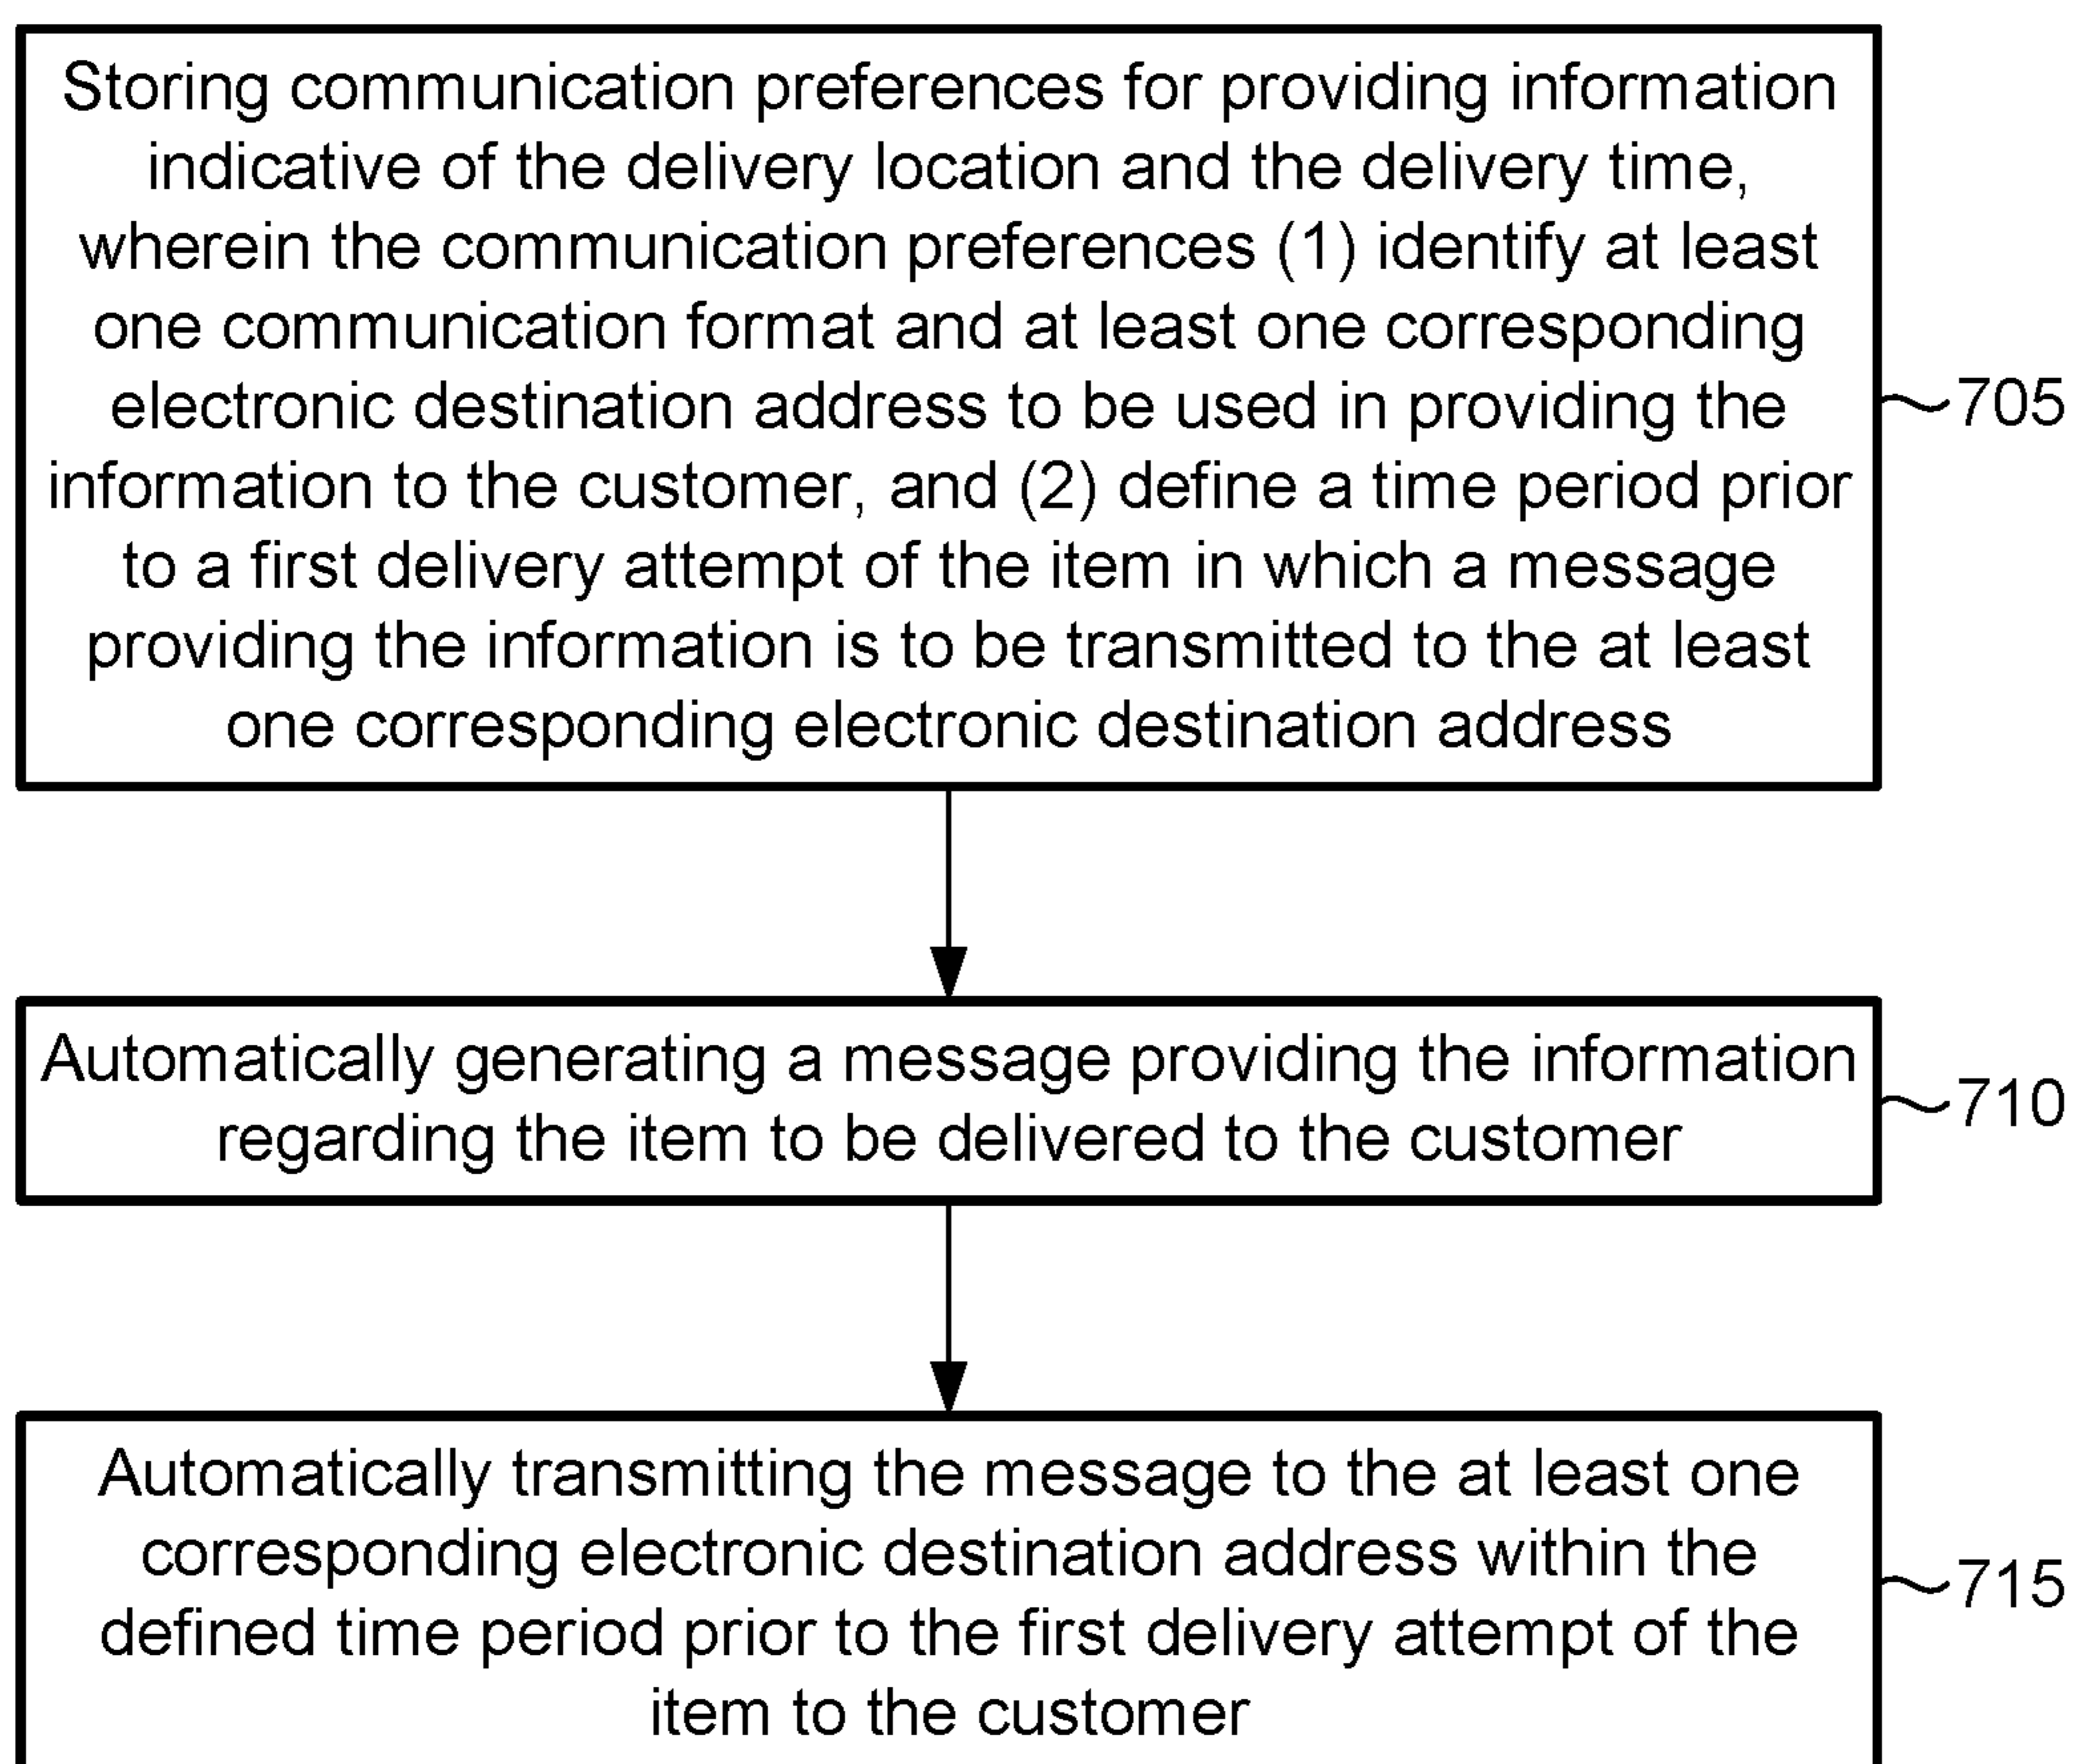 Storing communication preferences for providing information
indicative of the delivery location and the delivery time,
wherein the communication preferences (1) identify at least
one communication format and at least one corresponding
electronic destination address to be used in providing the
information to the customer, and (2) define a time period prior
to a first delivery attempt of the item in which a message
providing the information is to be transmitted to the at least
one corresponding electronic destination address
705
Automatically generating a message providing the information
regarding the item to be delivered to the customer
710
Automatically transmitting the message to the at least one
corresponding electronic destination address within the
defined time period prior to the first delivery attempt of the
item to the customer
715